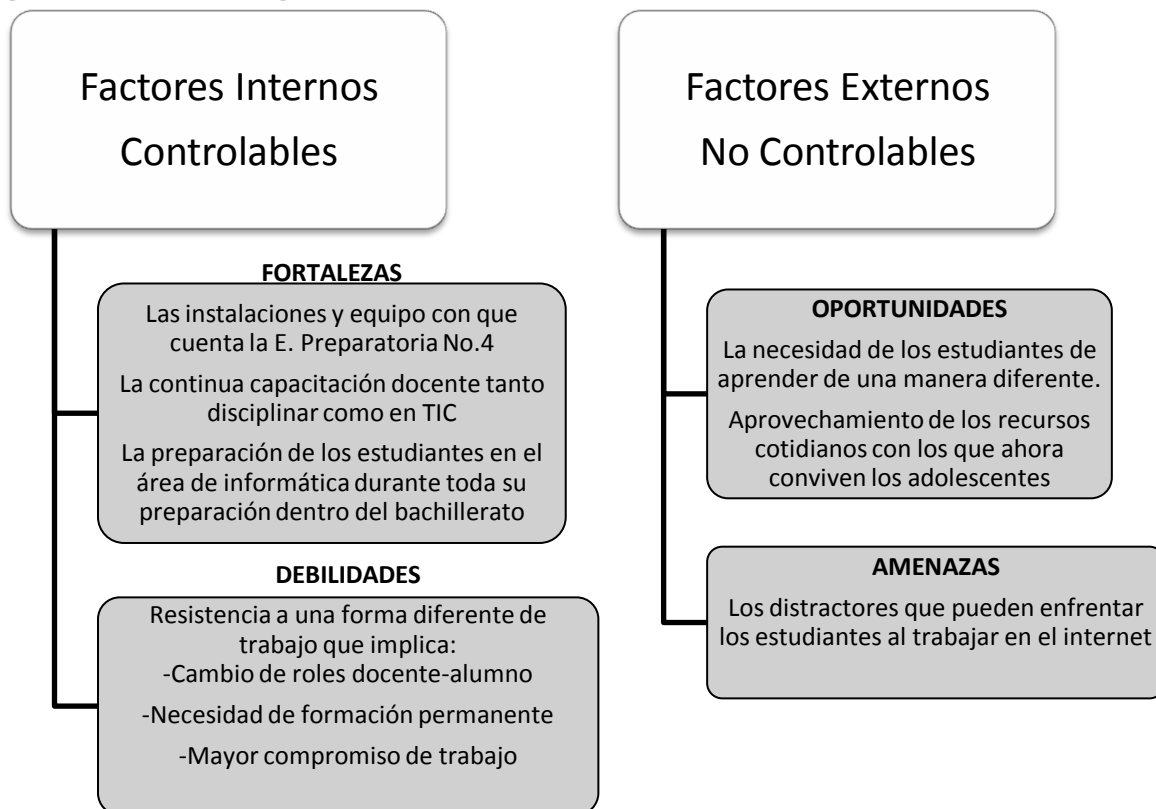 Factores Internos
Controlables
FORTALEZAS
Las instalaciones y equipo con que
cuenta la E. Preparatoria No.4
La continua capacitación docente tanto
disciplinar como en TIC
La preparación de los estudiantes en el
área de informática durante toda su
preparación dentro del bachillerato
DEBILIDADES
Resistencia a una forma diferente de
trabajo que implica:
-Cambio de roles docente-alumno
-Necesidad de formación permanente
-Mayor compromiso de trabajo
Factores Externos
No Controlables
OPORTUNIDADES
La necesidad de los estudiantes de
aprender de una manera diferente.
Aprovechamiento de los recursos
cotidianos con los que ahora
conviven los adolescentes
AMENAZAS
Los distractores que pueden enfrentar
los estudiantes al trabajar en el internet